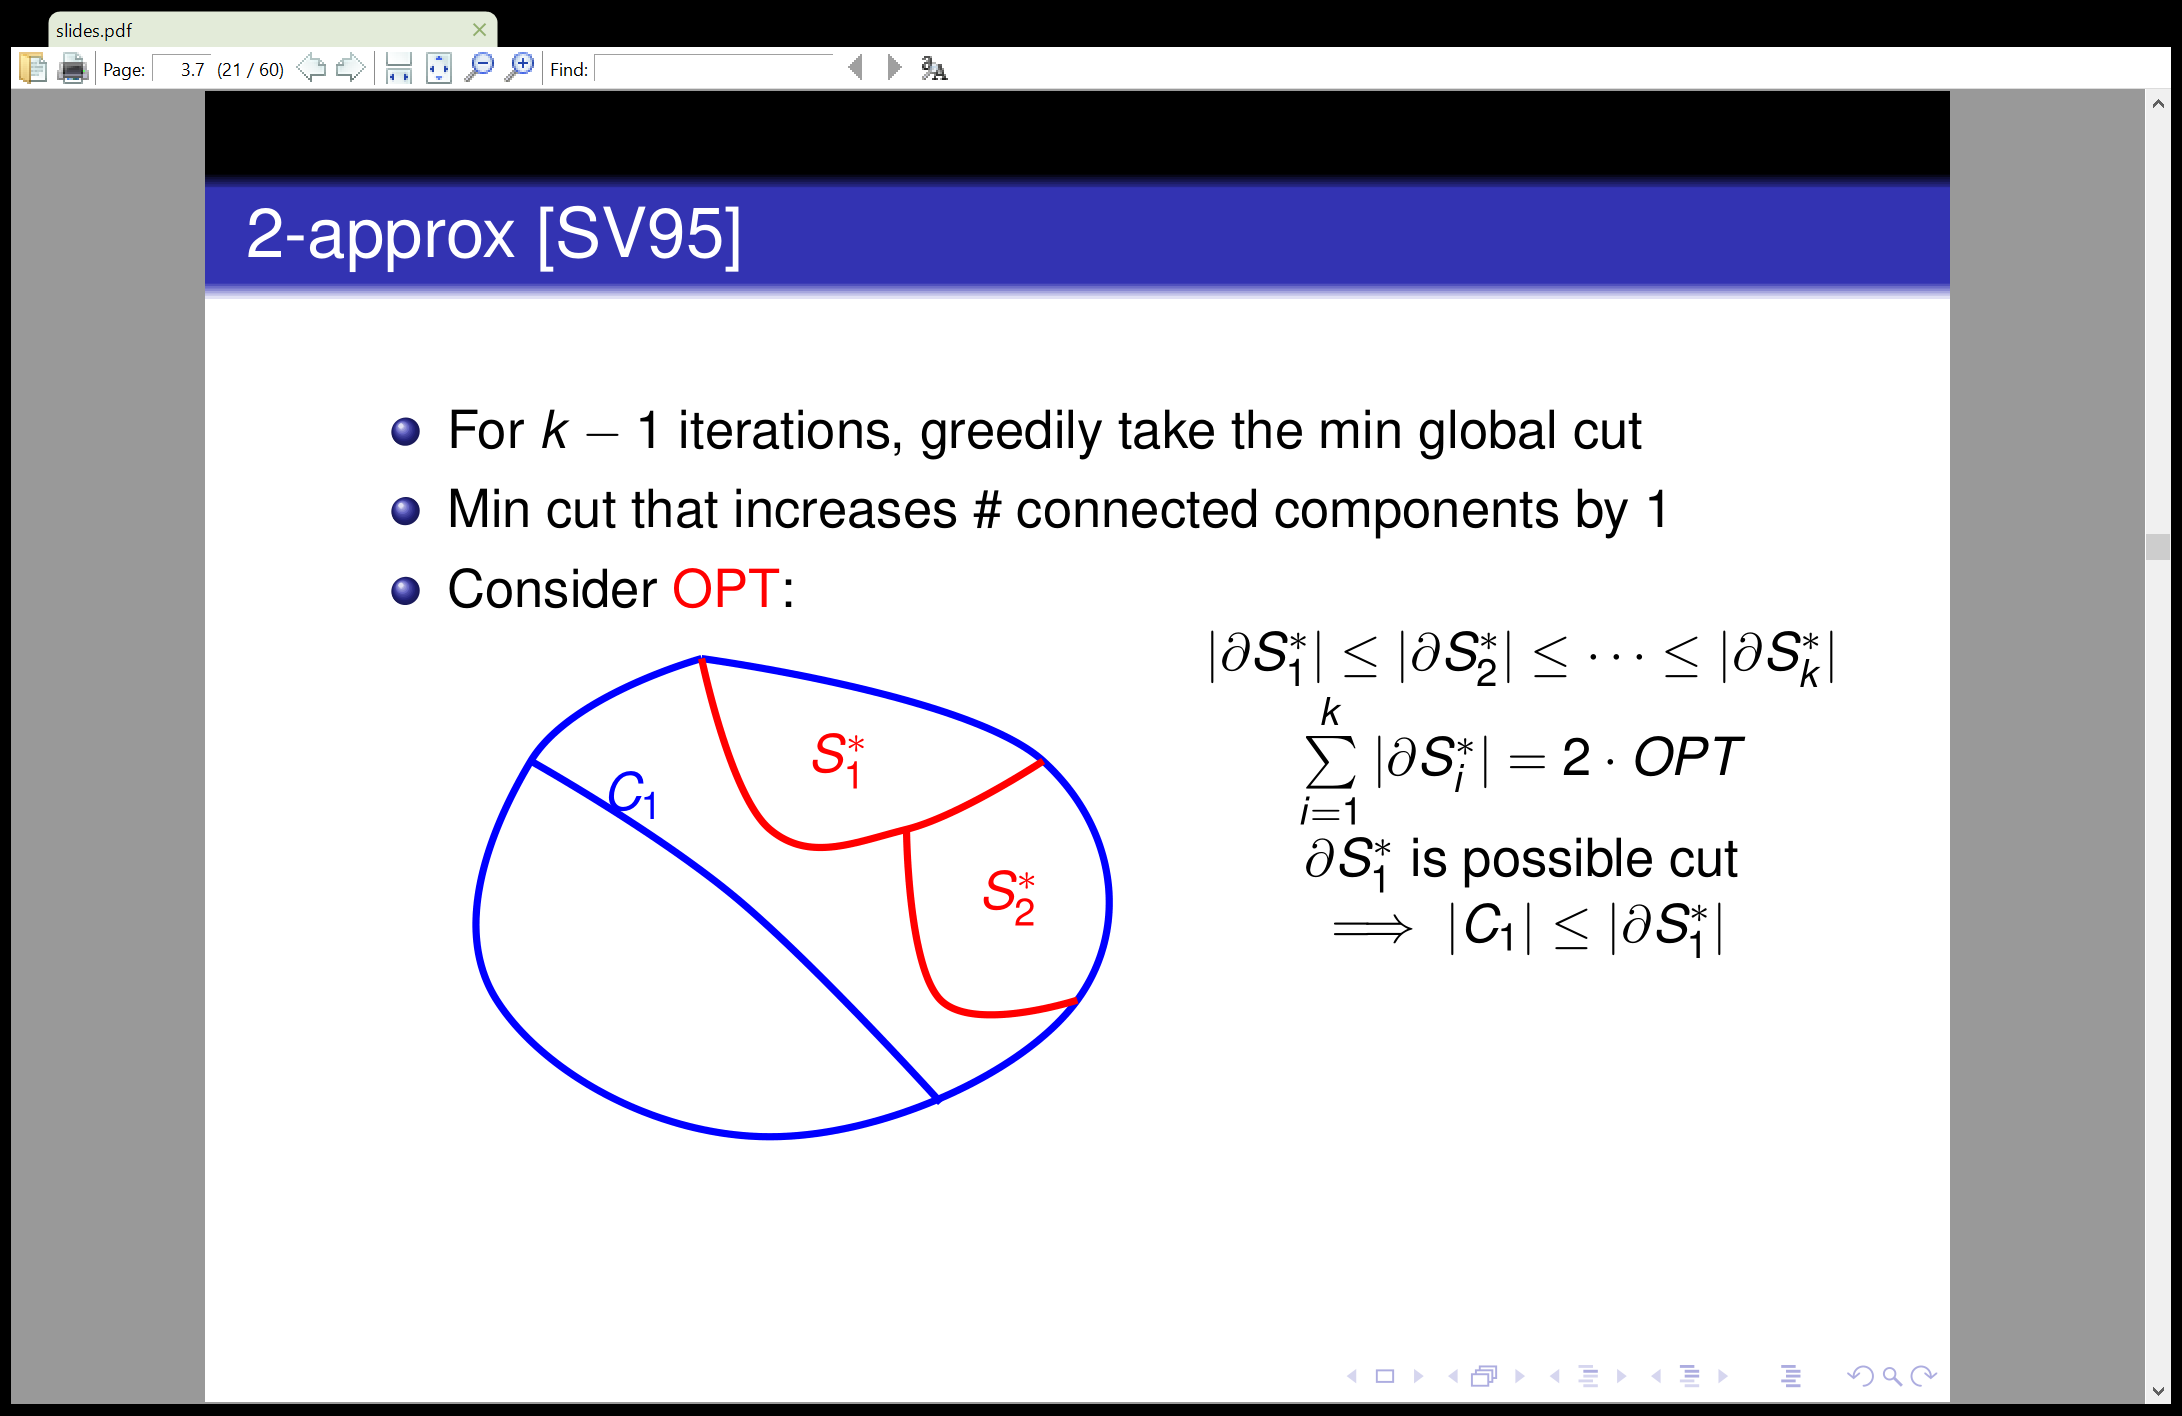 slides.pdf
Page: 3.7 (21 / 60) Find:
2-approx [SV95]
For k − 1 iterations, greedily take the min global cut
Min cut that increases # connected components by 1
Consider OPT:
|∂S₁*| ≤ |∂S₂*| ≤ ⋯ ≤ |∂Sₖ*|
∑ᵢ₌₁ᵏ |∂Sᵢ*| = 2 · OPT
∂S₁* is possible cut
⟹ |C₁| ≤ |∂S₁*|
S₁*
C₁
S₂*